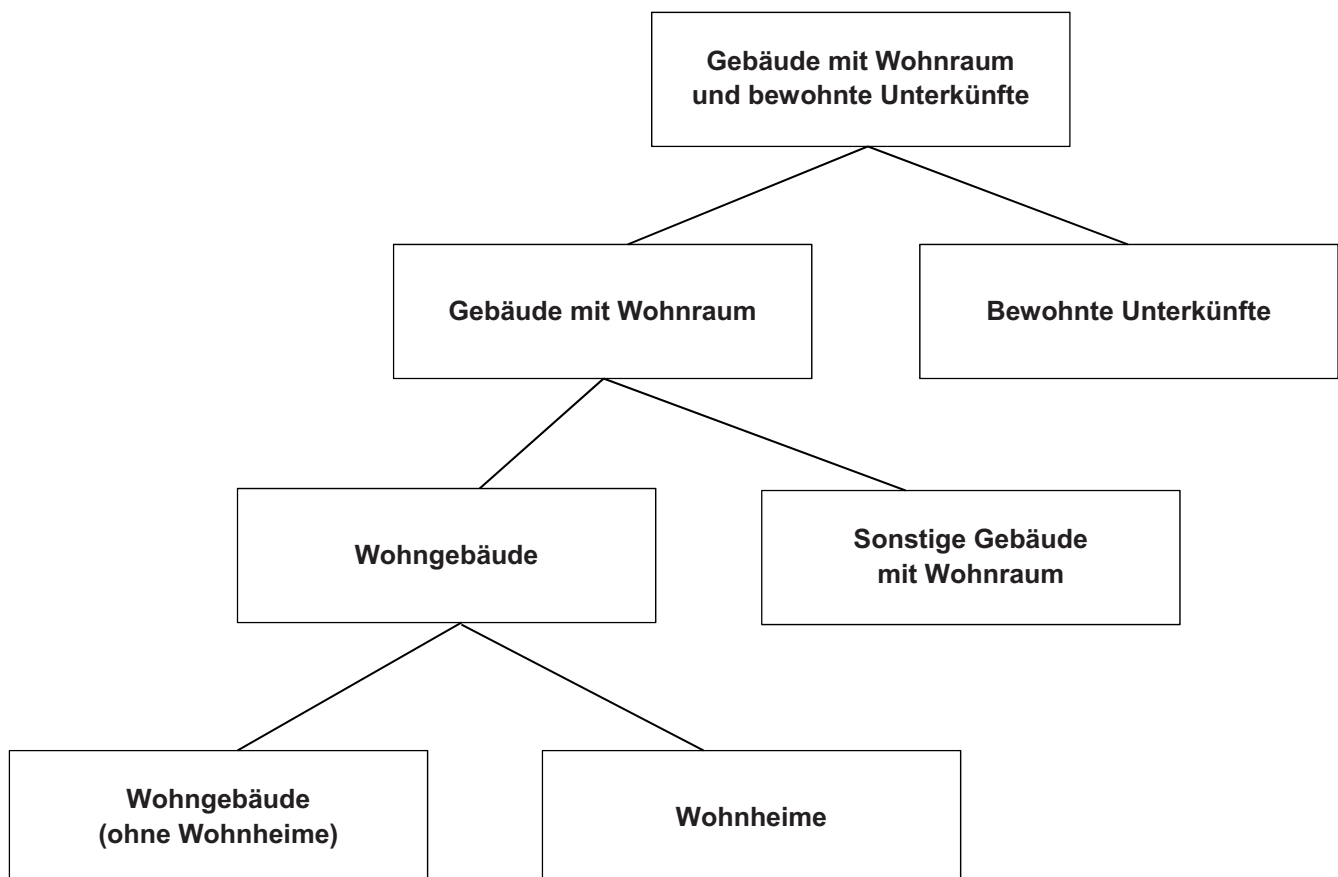 Gebäude mit Wohnraum
und bewohnte Unterkünfte
Gebäude mit Wohnraum
Bewohnte Unterkünfte
Wohngebäude
Sonstige Gebäude
mit Wohnraum
Wohngebäude
(ohne Wohnheime)
Wohnheime